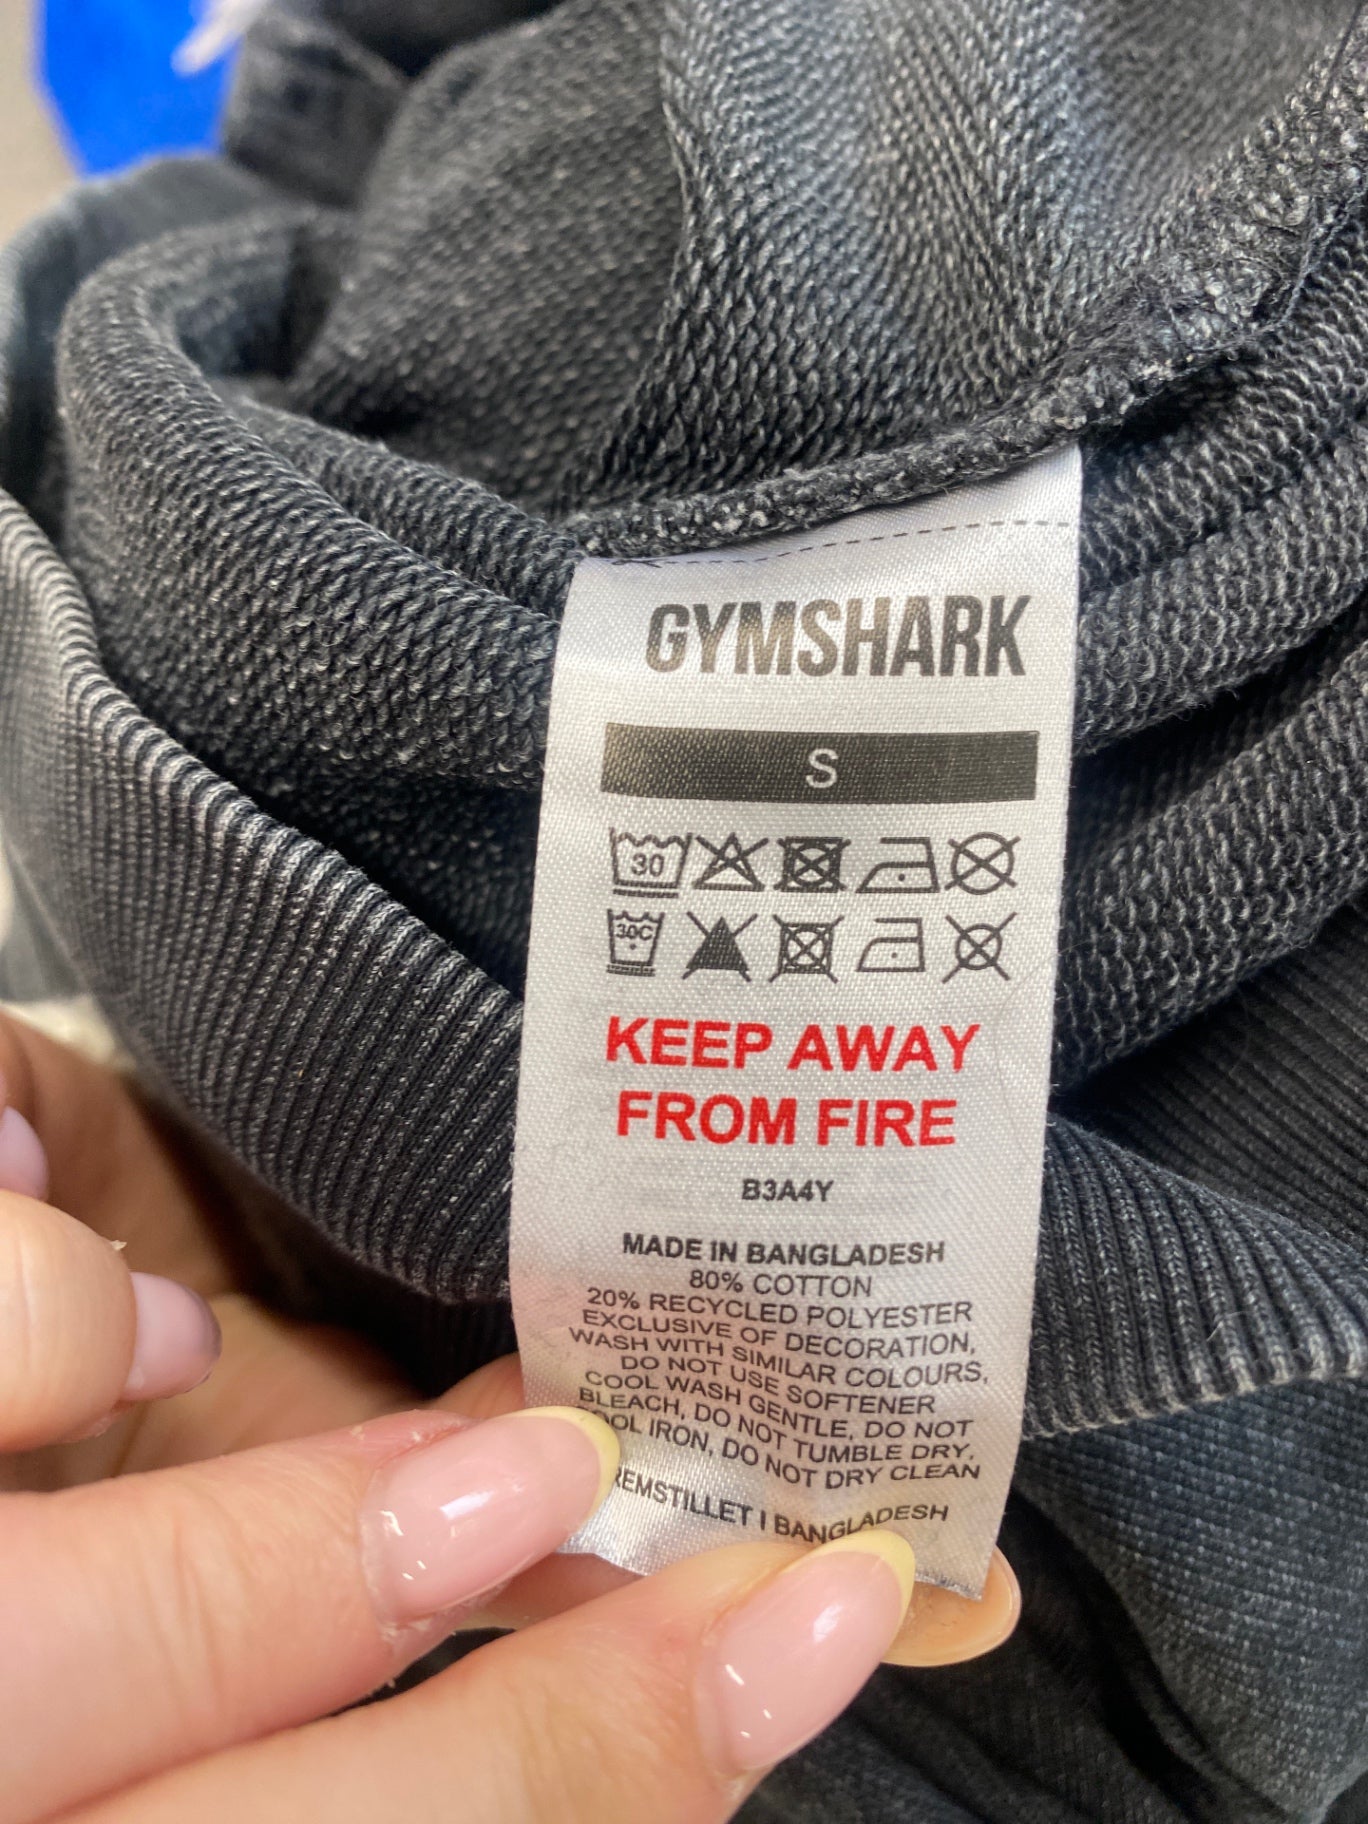 GYMSHARK
S
30
30C
KEEP AWAY
FROM FIRE
B3A4Y
MADE IN BANGLADESH
80% COTTON
20% RECYCLED POLYESTER
EXCLUSIVE OF DECORATION,
WASH WITH SIMILAR COLOURS,
DO NOT USE SOFTENER
COOL WASH GENTLE, DO NOT
BLEACH, DO NOT TUMBLE DRY,
IRON, DO NOT DRY CLEAN
I BANGLADESH